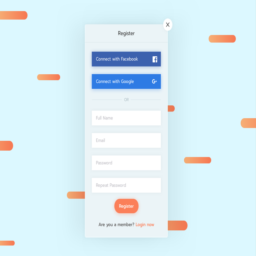 X
Register
Connect with Facebook
f
Connect with Google
G+
OR
Full Name
Email
Password
Repeat Password
Register
Are you a member? Login now